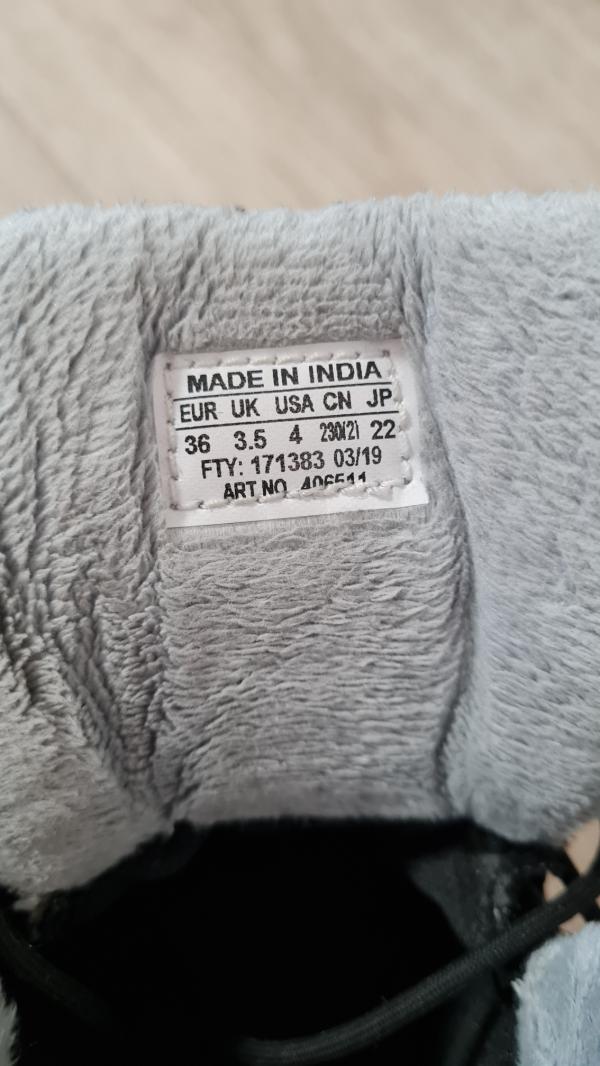 MADE IN INDIA
EUR UK USA CN JP
36 3.5 4 230(2) 22
FTY: 171383 03/19
ART NO. 406511